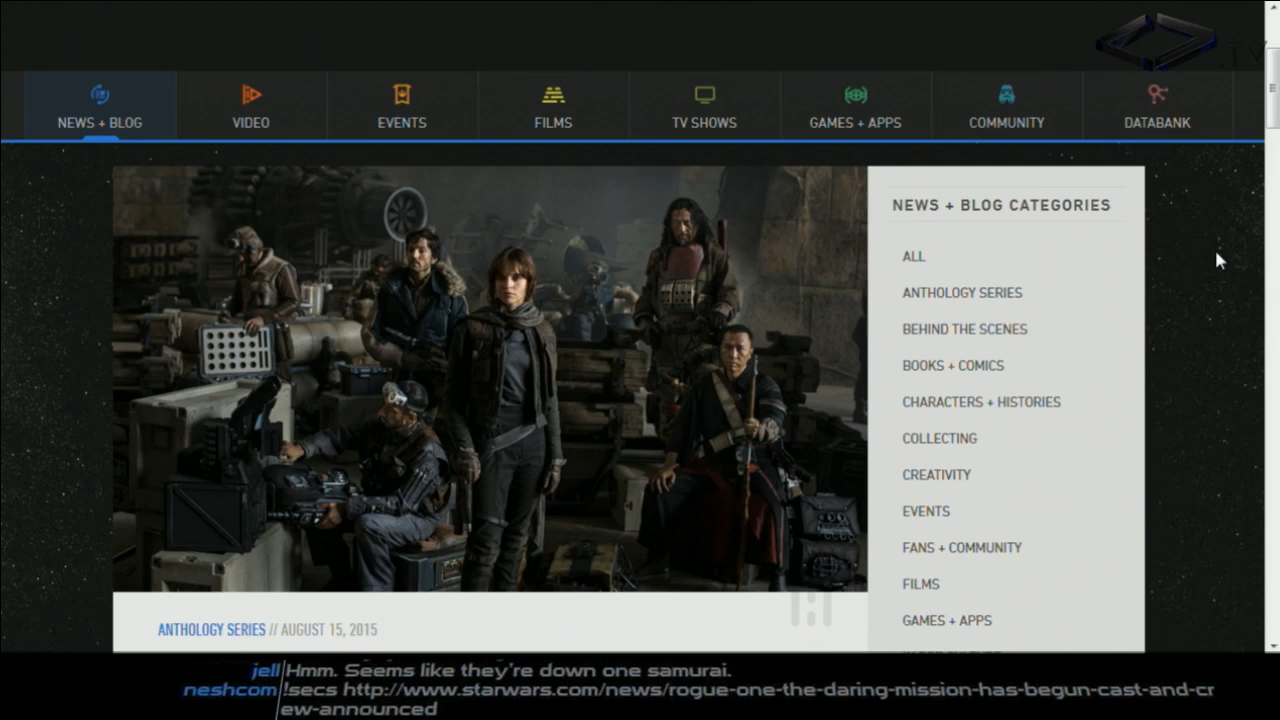 .TV
NEWS + BLOG
VIDEO
EVENTS
FILMS
TV SHOWS
GAMES + APPS
COMMUNITY
DATABANK
NEWS + BLOG CATEGORIES
ALL
ANTHOLOGY SERIES
BEHIND THE SCENES
BOOKS + COMICS
CHARACTERS + HISTORIES
COLLECTING
CREATIVITY
EVENTS
FANS + COMMUNITY
FILMS
GAMES + APPS
ANTHOLOGY SERIES // AUGUST 15, 2015
jell Hmm. Seems like they're down one samurai.
neshcom !secs http://www.starwars.com/news/rogue-one-the-daring-mission-has-begun-cast-and-cr
ew-announced